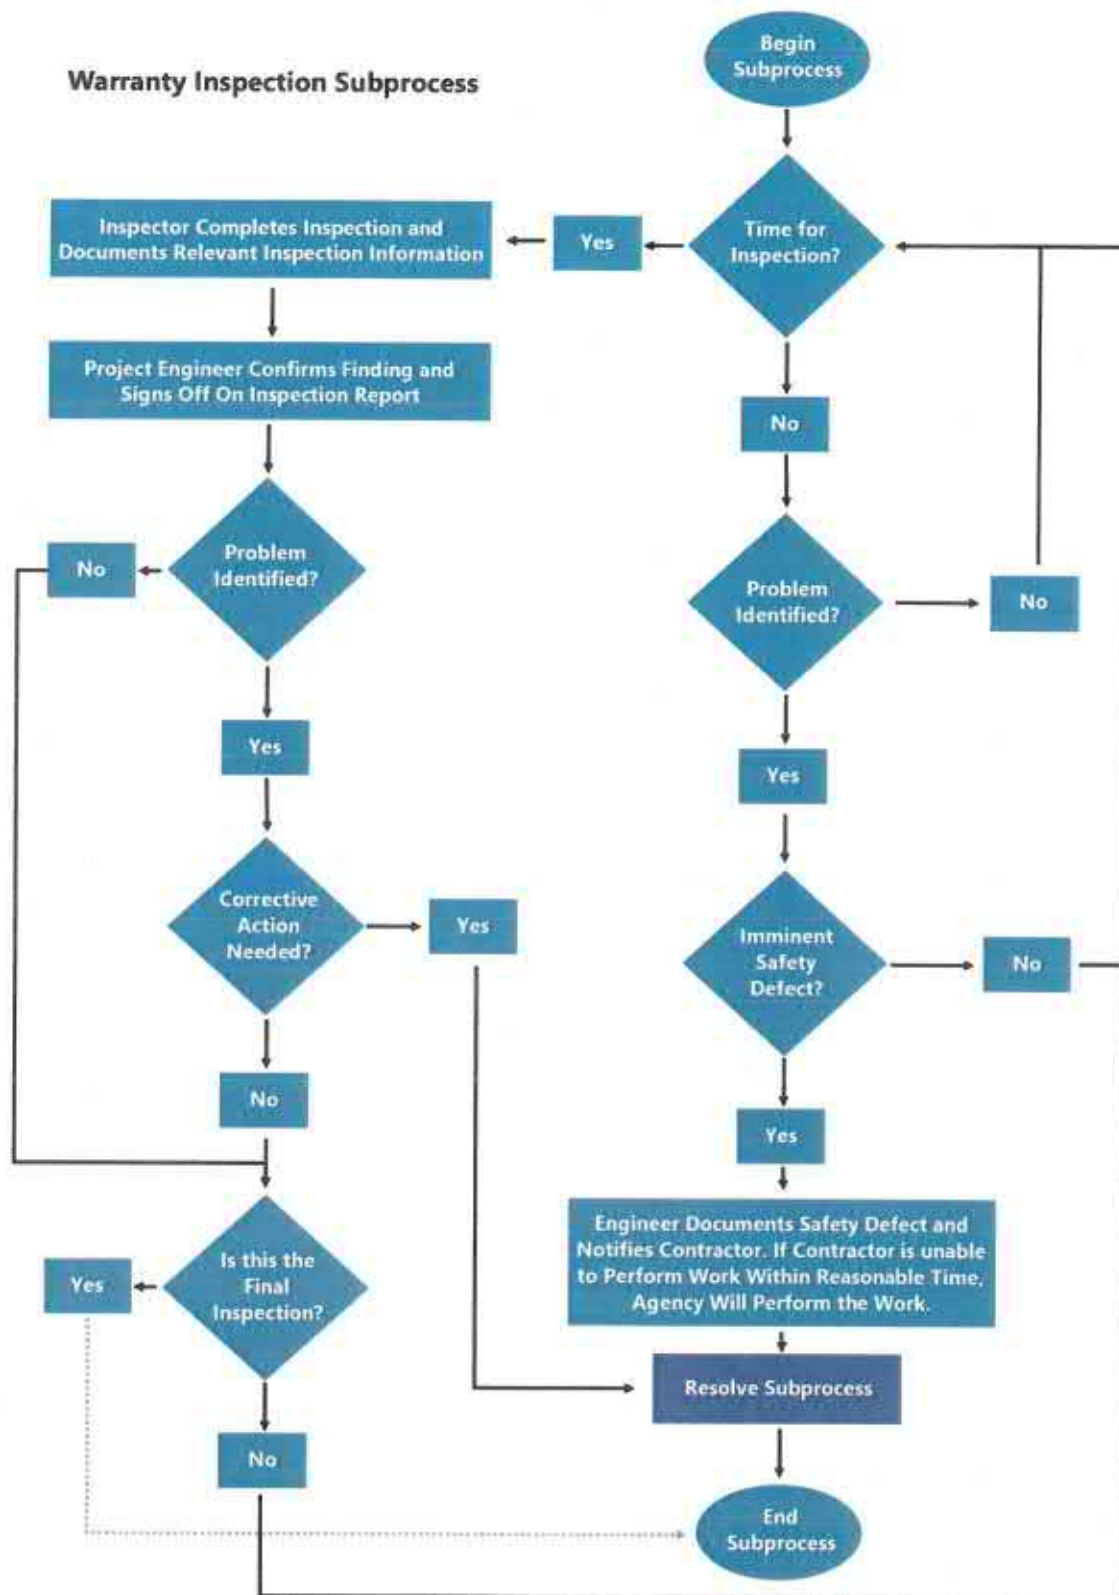 Warranty Inspection Subprocess
Begin
Subprocess
Time for
Inspection?
Yes
Inspector Completes Inspection and
Documents Relevant Inspection Information
Project Engineer Confirms Finding and
Signs Off On Inspection Report
Problem
Identified?
No
Yes
Corrective
Action
Needed?
Yes
No
Is this the
Final
Inspection?
Yes
No
No
Problem
Identified?
No
Yes
Imminent
Safety
Defect?
No
Yes
Engineer Documents Safety Defect and
Notifies Contractor. If Contractor is unable
to Perform Work Within Reasonable Time,
Agency Will Perform the Work.
Resolve Subprocess
End
Subprocess